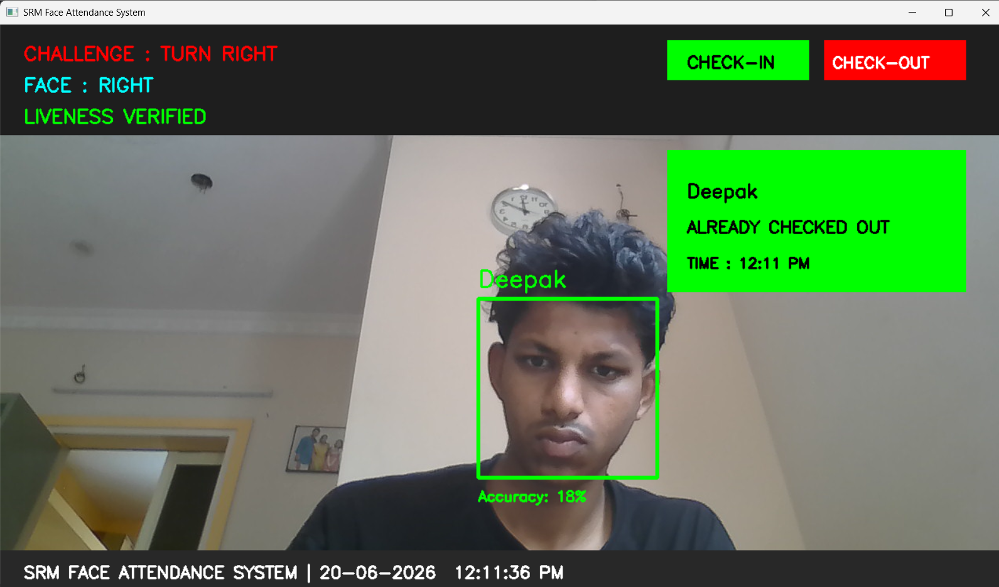 SRM Face Attendance System
CHALLENGE : TURN RIGHT
FACE : RIGHT
LIVENESS VERIFIED
CHECK-IN
CHECK-OUT
Deepak
ALREADY CHECKED OUT
TIME : 12:11 PM
Deepak
Accuracy: 18%
SRM FACE ATTENDANCE SYSTEM | 20-06-2026 12:11:36 PM